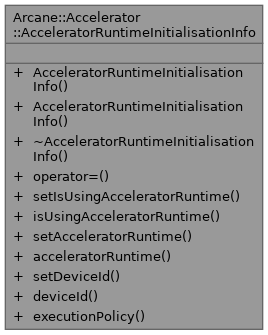 Arcane::Accelerator
::AcceleratorRuntimeInitialisationInfo
+ AcceleratorRuntimeInitialisation
Info()
+ AcceleratorRuntimeInitialisation
Info()
+ ~AcceleratorRuntimeInitialisation
Info()
+ operator=()
+ setIsUsingAcceleratorRuntime()
+ isUsingAcceleratorRuntime()
+ setAcceleratorRuntime()
+ acceleratorRuntime()
+ setDeviceId()
+ deviceId()
+ executionPolicy()